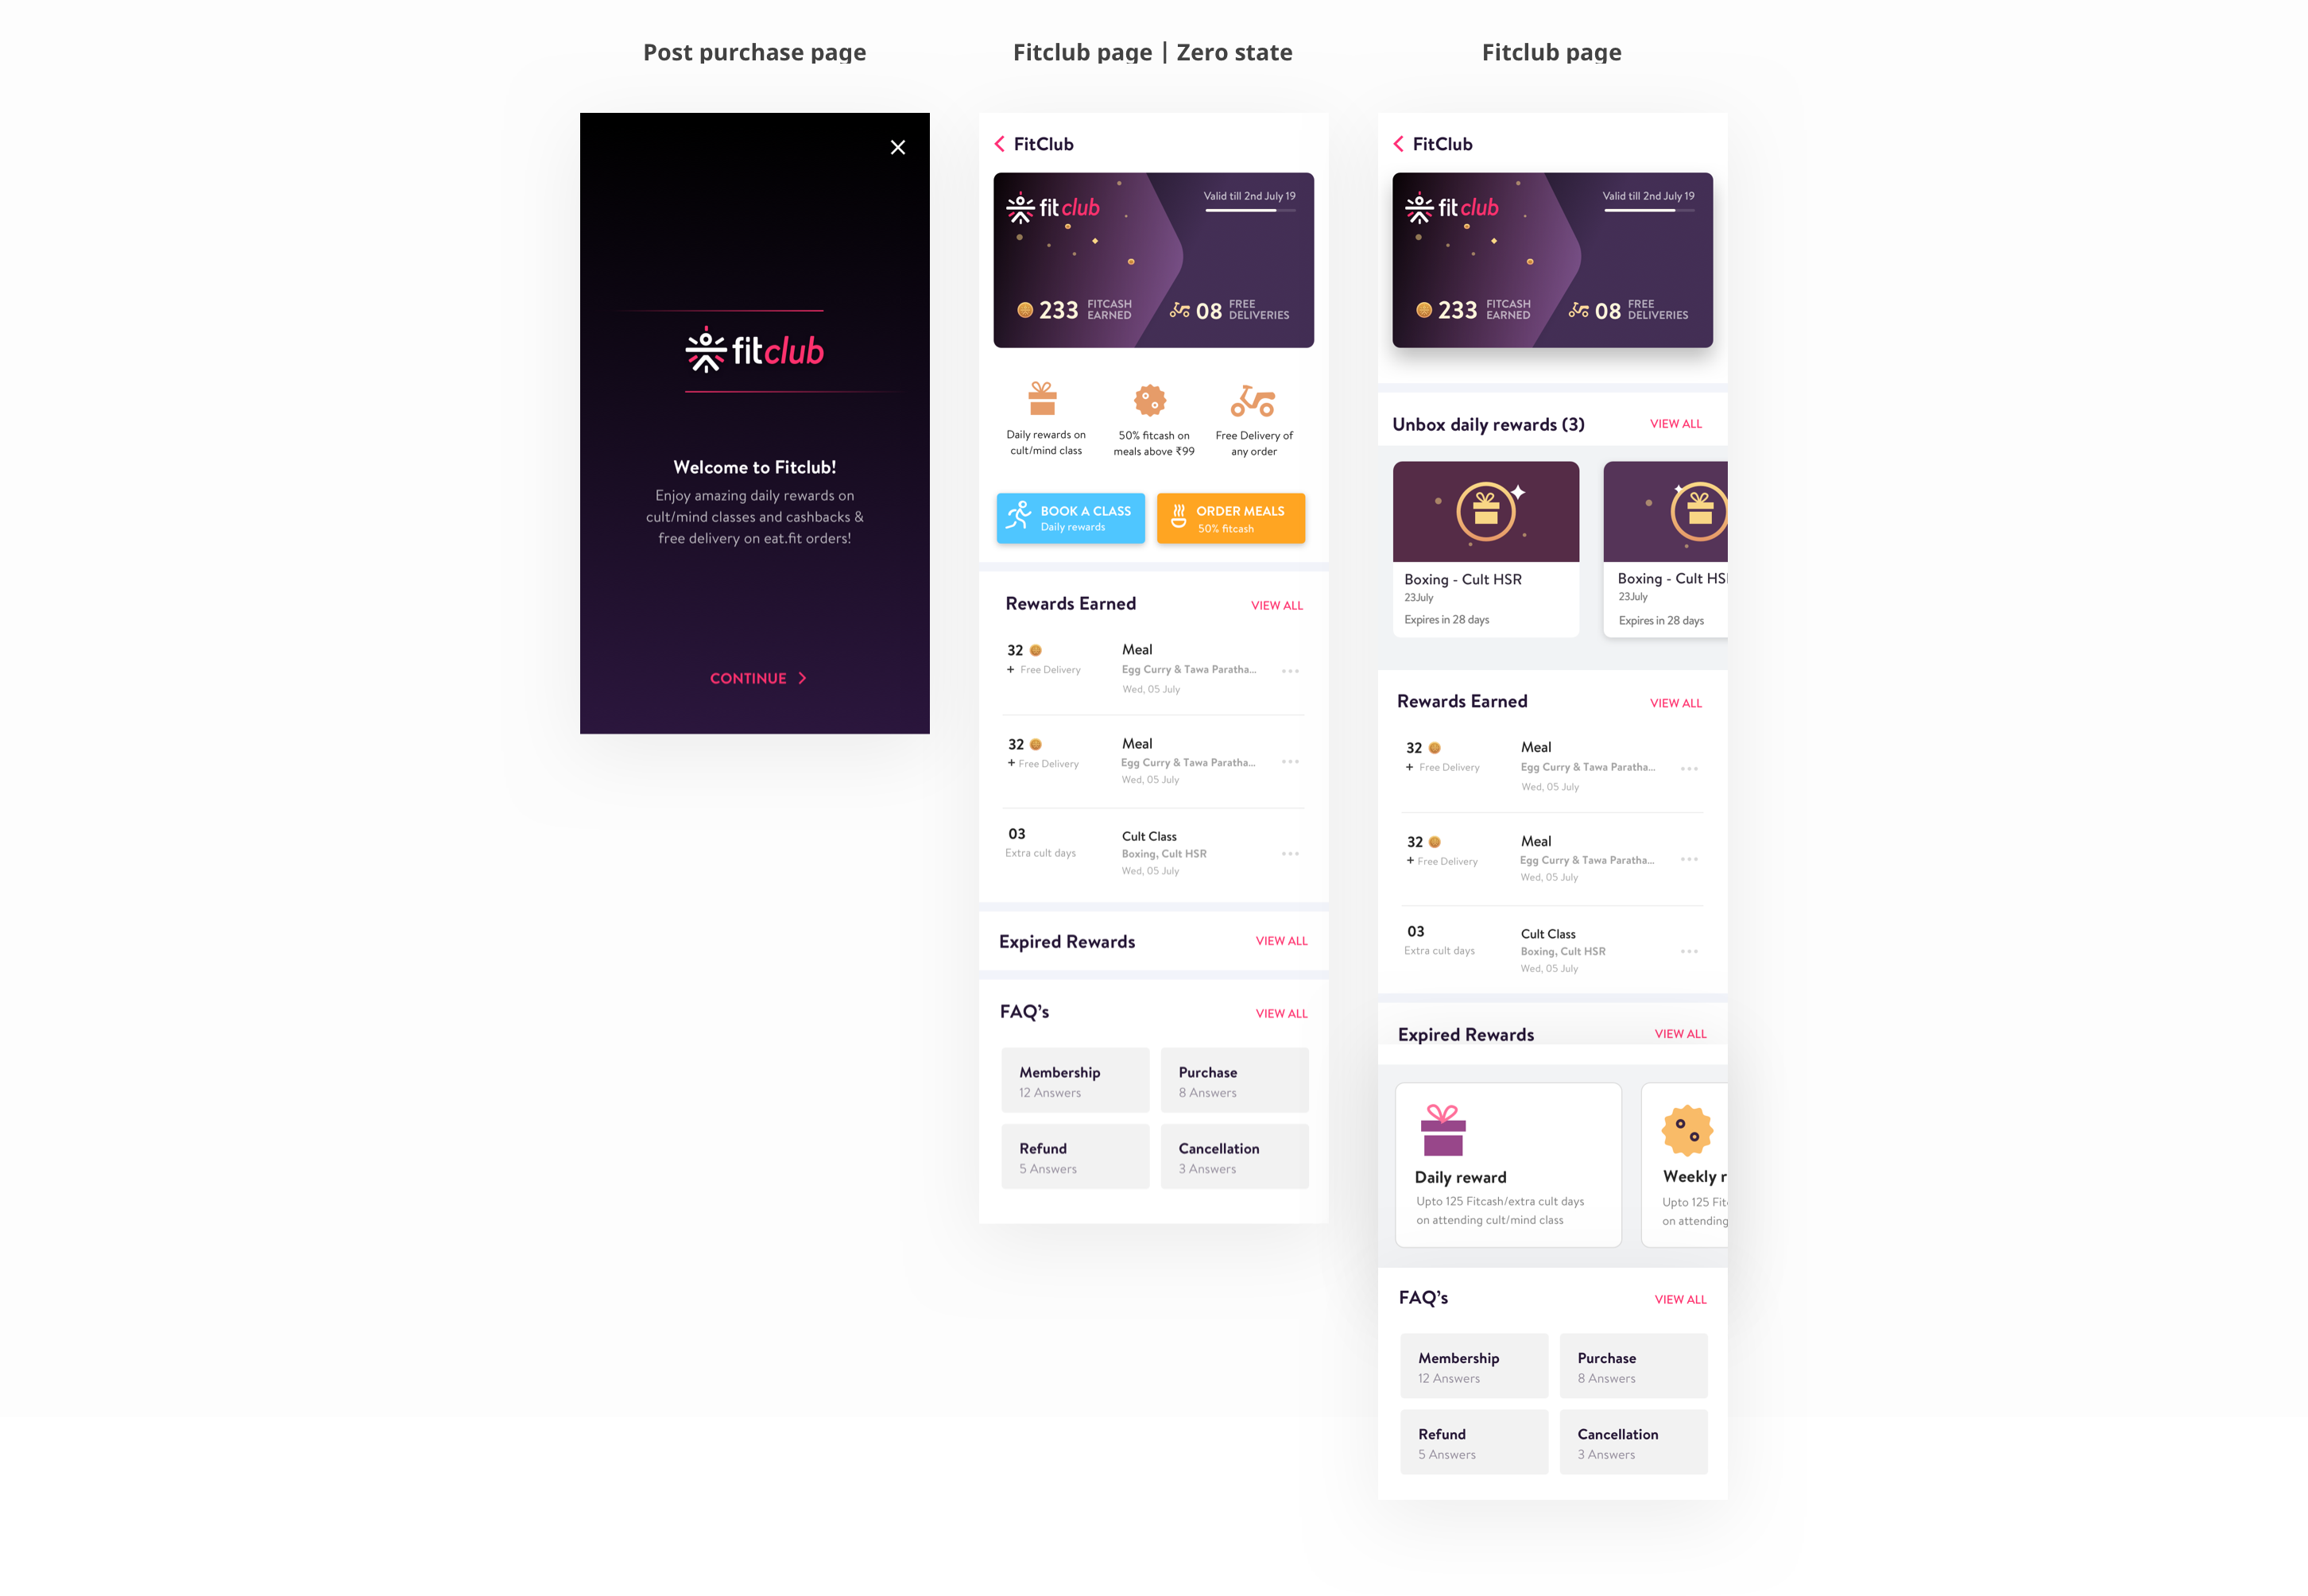 Post purchase page
fitclub
Welcome to Fitclub!
Enjoy amazing daily rewards on
cult/mind classes and cashbacks &
free delivery on eat.fit orders!
CONTINUE
Fitclub page | Zero state
FitClub
fitclub
Valid till 2nd July 19
233 FITCASH EARNED
08 FREE DELIVERIES
Daily rewards on
cult/mind class
50% fitcash on
meals above ₹99
Free Delivery of
any order
BOOK A CLASS
Daily rewards
ORDER MEALS
50% fitcash
Rewards Earned VIEW ALL
32 Meal
+ Free Delivery Egg Curry & Tawa Paratha...
Wed, 05 July
32 Meal
+ Free Delivery Egg Curry & Tawa Paratha...
Wed, 05 July
03 Cult Class
Extra cult days Boxing, Cult HSR
Wed, 05 July
Expired Rewards VIEW ALL
FAQ’s VIEW ALL
Membership
12 Answers
Purchase
8 Answers
Refund
5 Answers
Cancellation
3 Answers
Fitclub page
FitClub
fitclub
Valid till 2nd July 19
233 FITCASH EARNED
08 FREE DELIVERIES
Unbox daily rewards (3) VIEW ALL
Boxing - Cult HSR
23July
Expires in 28 days
Boxing - Cult HS
23July
Expires in 28 days
Rewards Earned VIEW ALL
32 Meal
+ Free Delivery Egg Curry & Tawa Paratha...
Wed, 05 July
32 Meal
+ Free Delivery Egg Curry & Tawa Paratha...
Wed, 05 July
03 Cult Class
Extra cult days Boxing, Cult HSR
Wed, 05 July
Expired Rewards VIEW ALL
Daily reward
Upto 125 Fitcash/extra cult days
on attending cult/mind class
Weekly r
Upto 125 Fit
on attending
FAQ’s VIEW ALL
Membership
12 Answers
Purchase
8 Answers
Refund
5 Answers
Cancellation
3 Answers